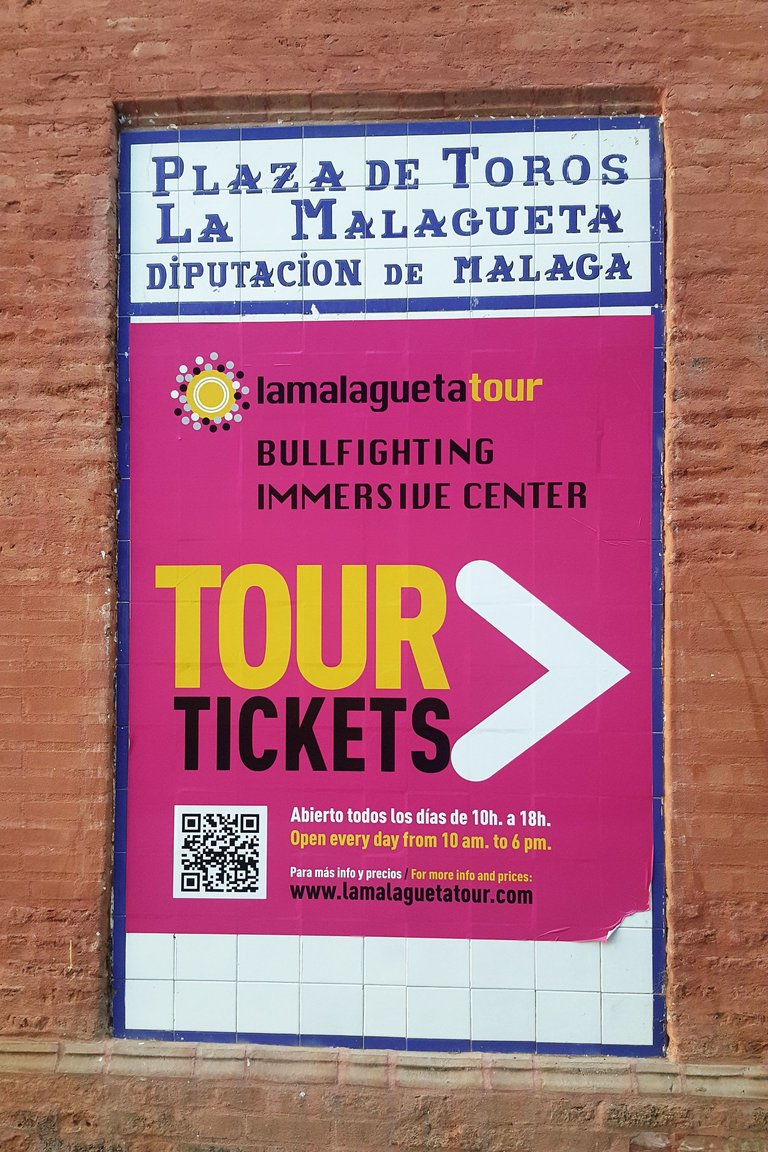 PLAZA DE TOROS
LA MALAGUETA
DIPUTACION DE MALAGA
lamalaguetatour
BULLFIGHTING
IMMERSIVE CENTER
TOUR
TICKETS
Abierto todos los días de 10h. a 18h.
Open every day from 10 am. to 6 pm.
Para más info y precios / For more info and prices:
www.lamalaguetatour.com